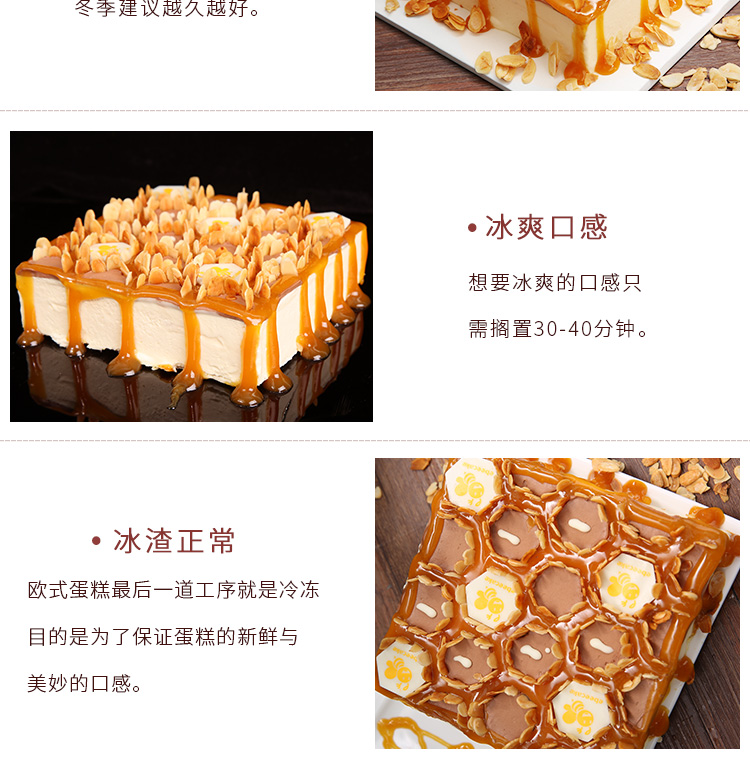 冬季建议越久越好。
•冰爽口感
想要冰爽的口感只
需搁置30-40分钟。
•冰渣正常
欧式蛋糕最后一道工序就是冷冻
目的是为了保证蛋糕的新鲜与
美妙的口感。